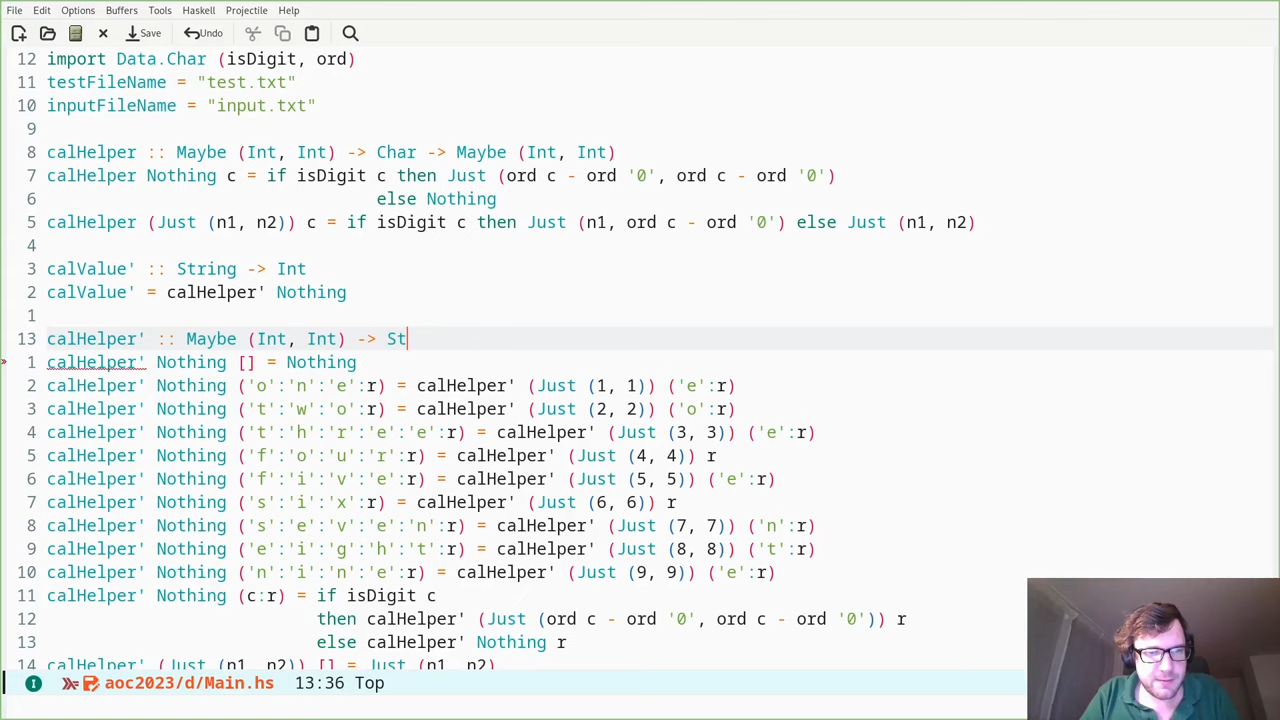 File Edit Options Buffers Tools Haskell Projectile Help
Save Undo
12 import Data.Char (isDigit, ord)
11 testFileName = "test.txt"
10 inputFileName = "input.txt"
9
8 calHelper :: Maybe (Int, Int) -> Char -> Maybe (Int, Int)
7 calHelper Nothing c = if isDigit c then Just (ord c - ord '0', ord c - ord '0')
6 else Nothing
5 calHelper (Just (n1, n2)) c = if isDigit c then Just (n1, ord c - ord '0') else Just (n1, n2)
4
3 calValue' :: String -> Int
2 calValue' = calHelper' Nothing
1
13 calHelper' :: Maybe (Int, Int) -> St
1 calHelper' Nothing [] = Nothing
2 calHelper' Nothing ('o':'n':'e':r) = calHelper' (Just (1, 1)) ('e':r)
3 calHelper' Nothing ('t':'w':'o':r) = calHelper' (Just (2, 2)) ('o':r)
4 calHelper' Nothing ('t':'h':'r':'e':'e':r) = calHelper' (Just (3, 3)) ('e':r)
5 calHelper' Nothing ('f':'o':'u':'r':r) = calHelper' (Just (4, 4)) r
6 calHelper' Nothing ('f':'i':'v':'e':r) = calHelper' (Just (5, 5)) ('e':r)
7 calHelper' Nothing ('s':'i':'x':r) = calHelper' (Just (6, 6)) r
8 calHelper' Nothing ('s':'e':'v':'e':'n':r) = calHelper' (Just (7, 7)) ('n':r)
9 calHelper' Nothing ('e':'i':'g':'h':'t':r) = calHelper' (Just (8, 8)) ('t':r)
10 calHelper' Nothing ('n':'i':'n':'e':r) = calHelper' (Just (9, 9)) ('e':r)
11 calHelper' Nothing (c:r) = if isDigit c
12 then calHelper' (Just (ord c - ord '0', ord c - ord '0')) r
13 else calHelper' Nothing r
14 calHelper' (Just (n1, n2)) [] = Just (n1, n2)
aoc2023/d/Main.hs 13:36 Top